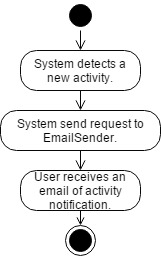 System detects a
new activity.
System send request to
EmailSender.
User receives an
email of activity
notification.